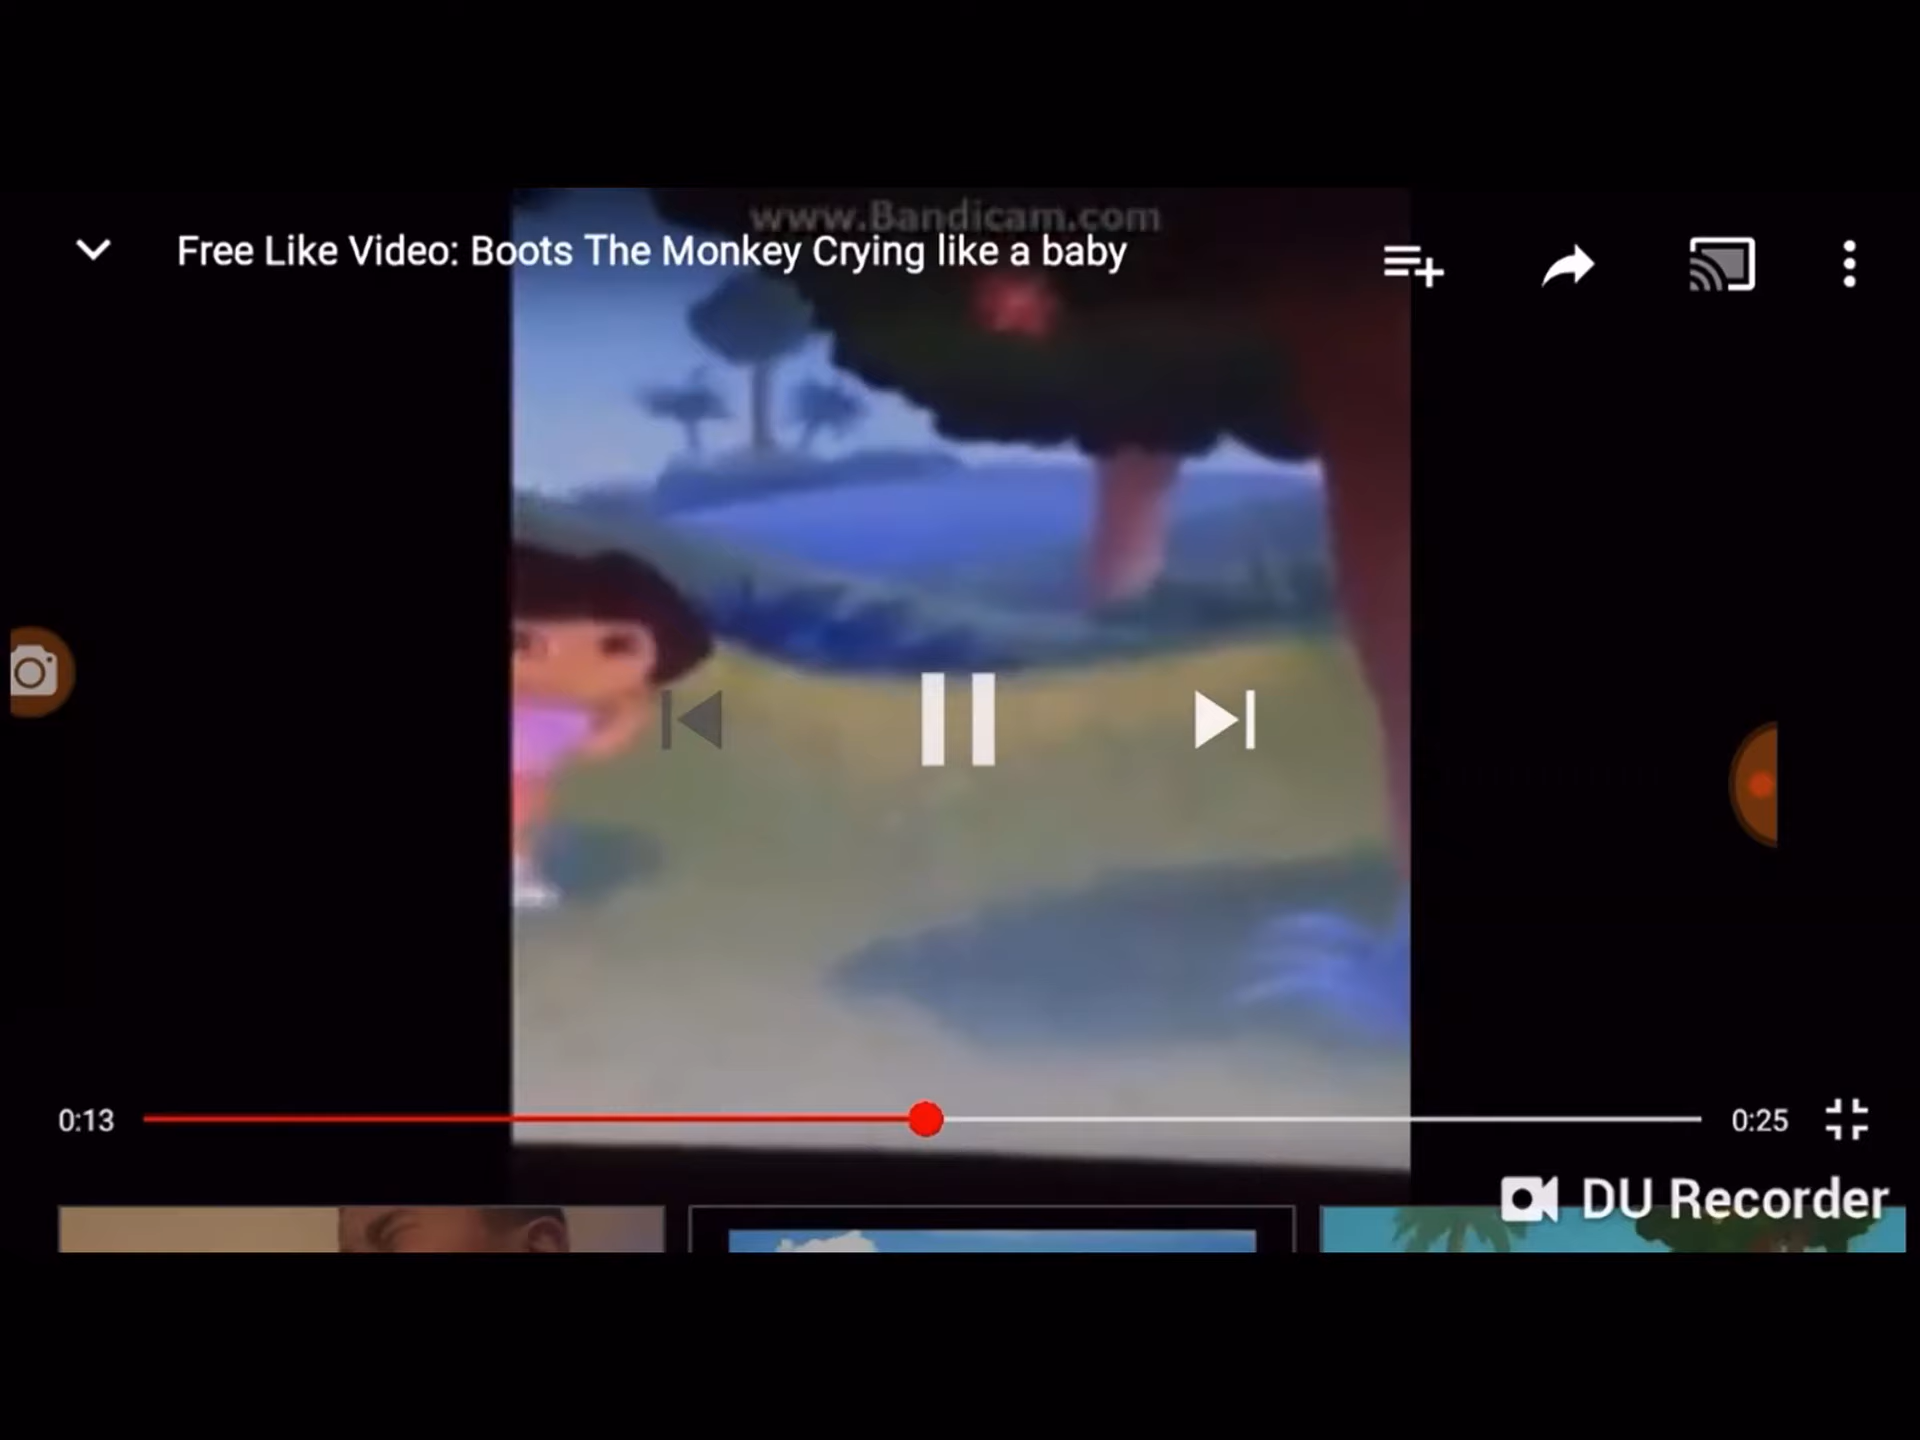 www.Bandicam.com
Free Like Video: Boots The Monkey Crying like a baby
0:13
0:25
DU Recorder